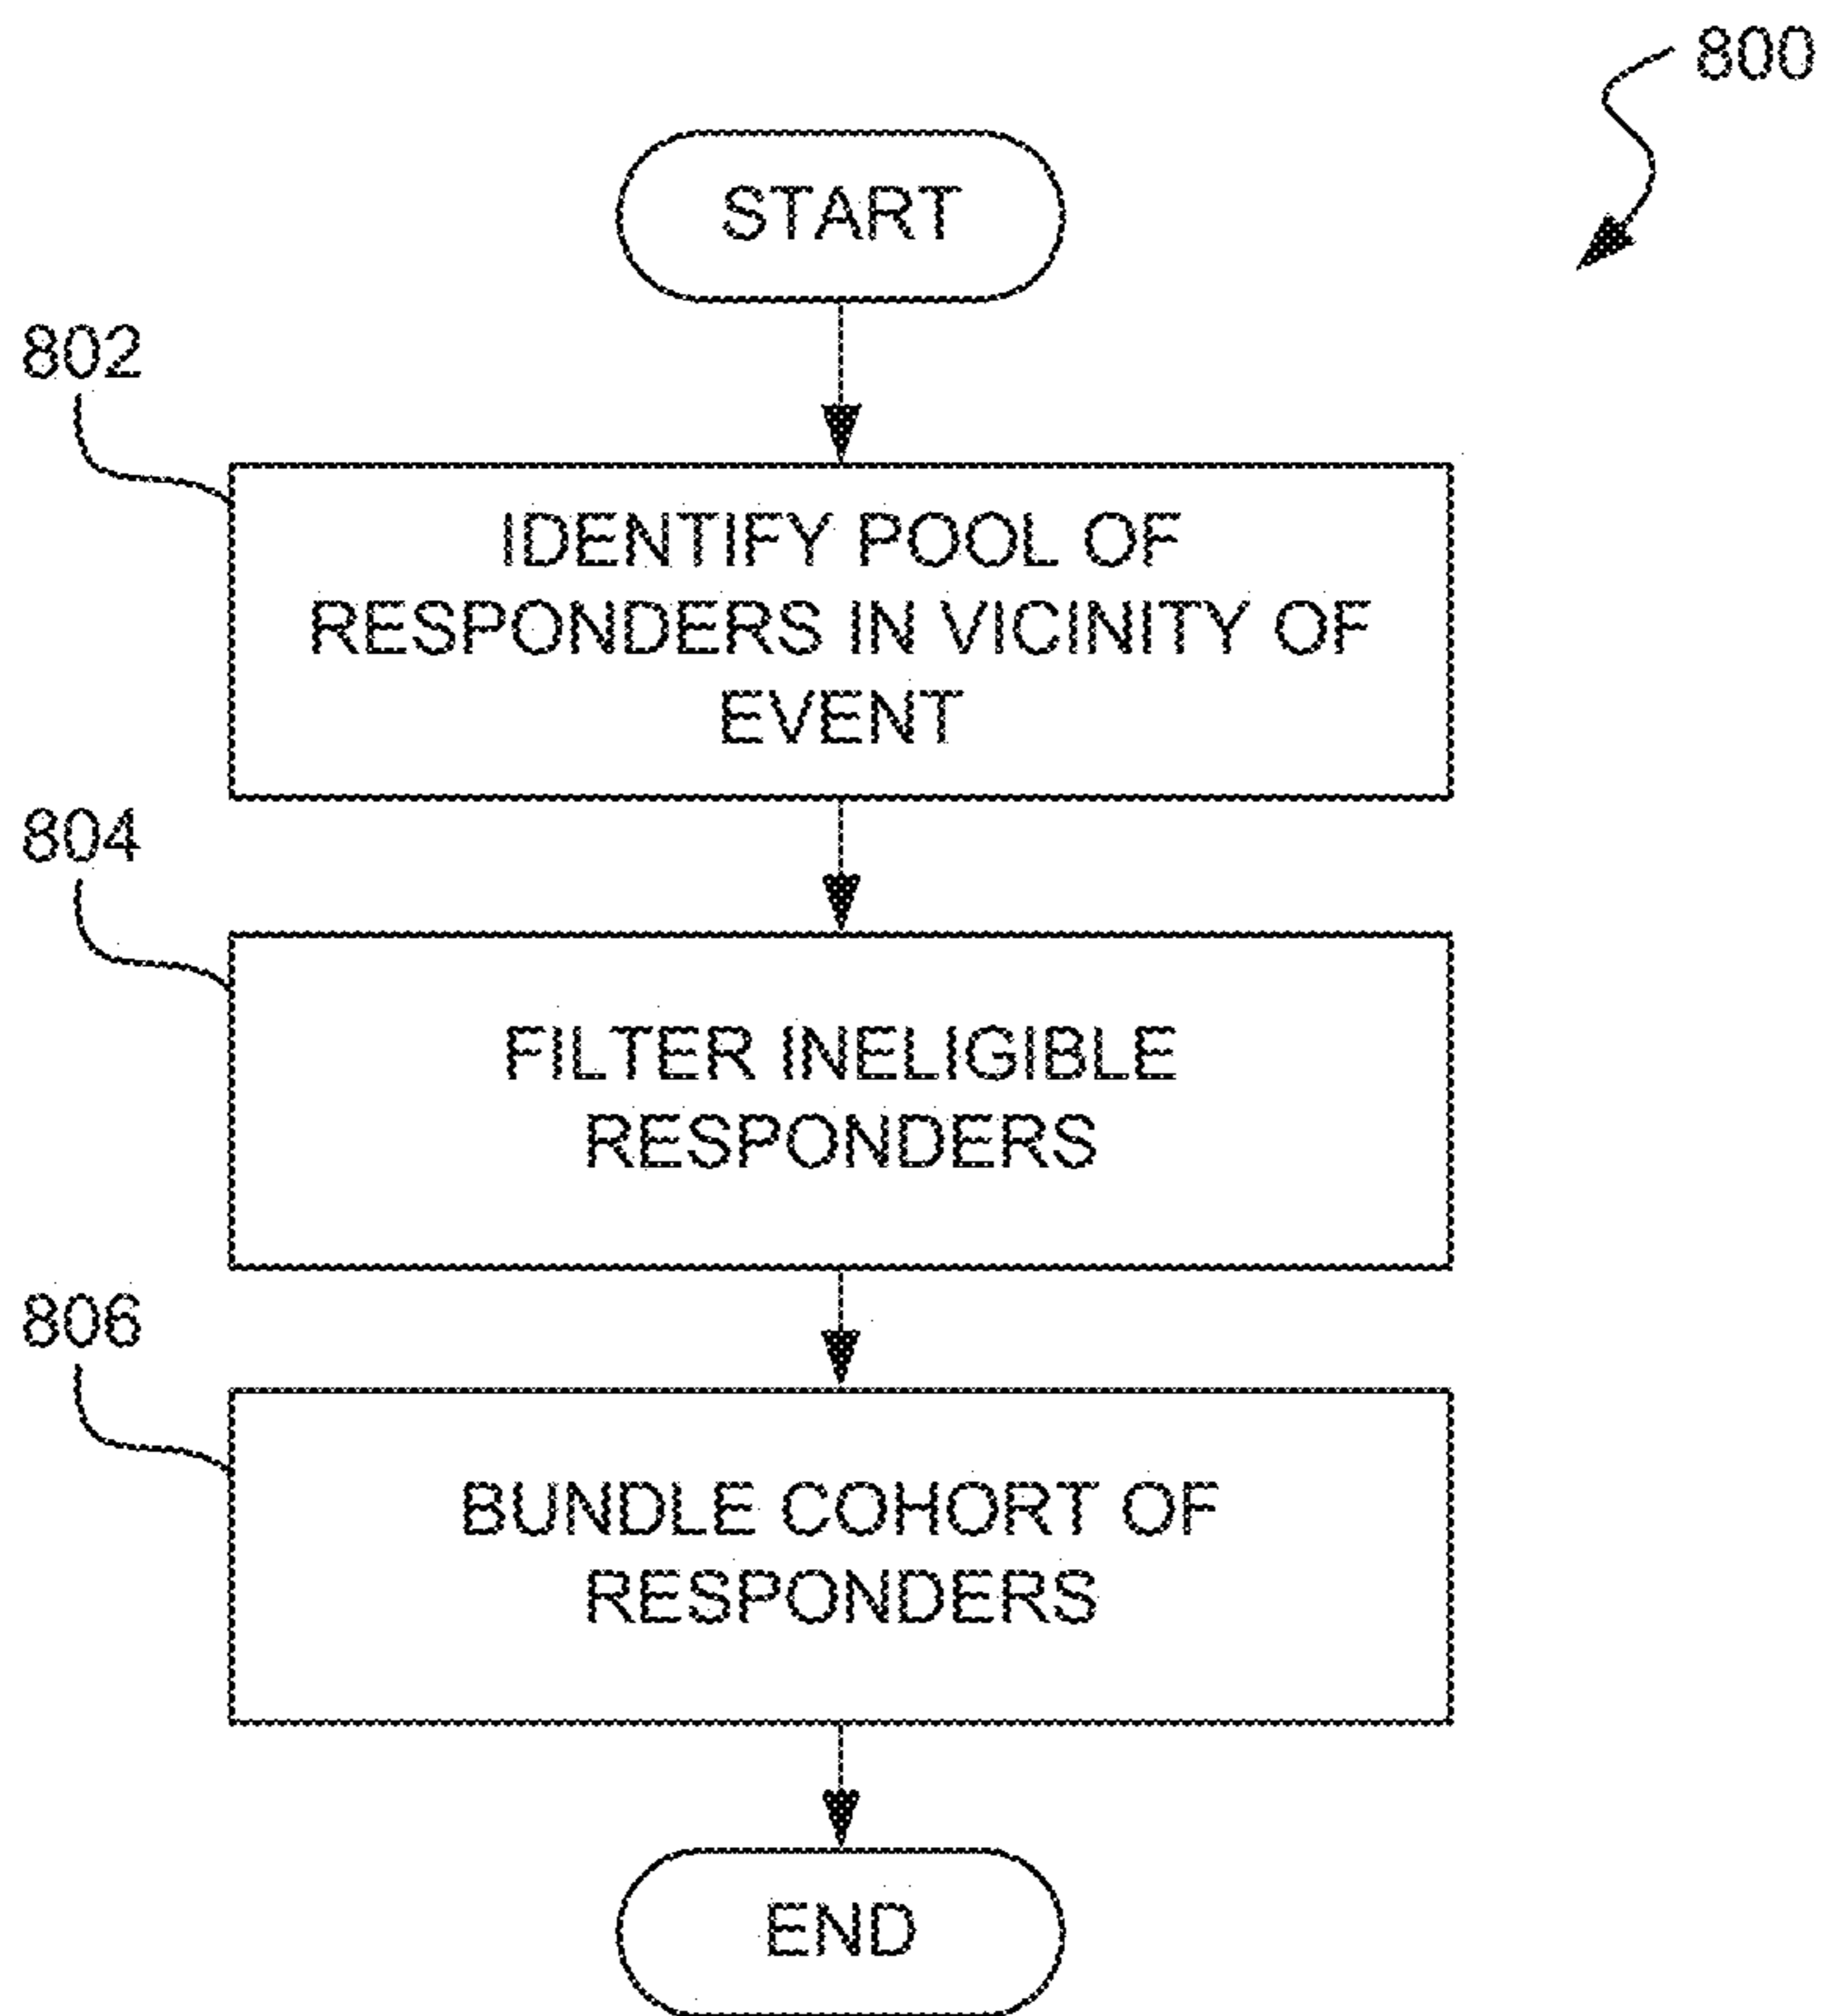 800
START
802
IDENTIFY POOL OF
RESPONDERS IN VICINITY OF
EVENT
804
FILTER INELIGIBLE
RESPONDERS
806
BUNDLE COHORT OF
RESPONDERS
END